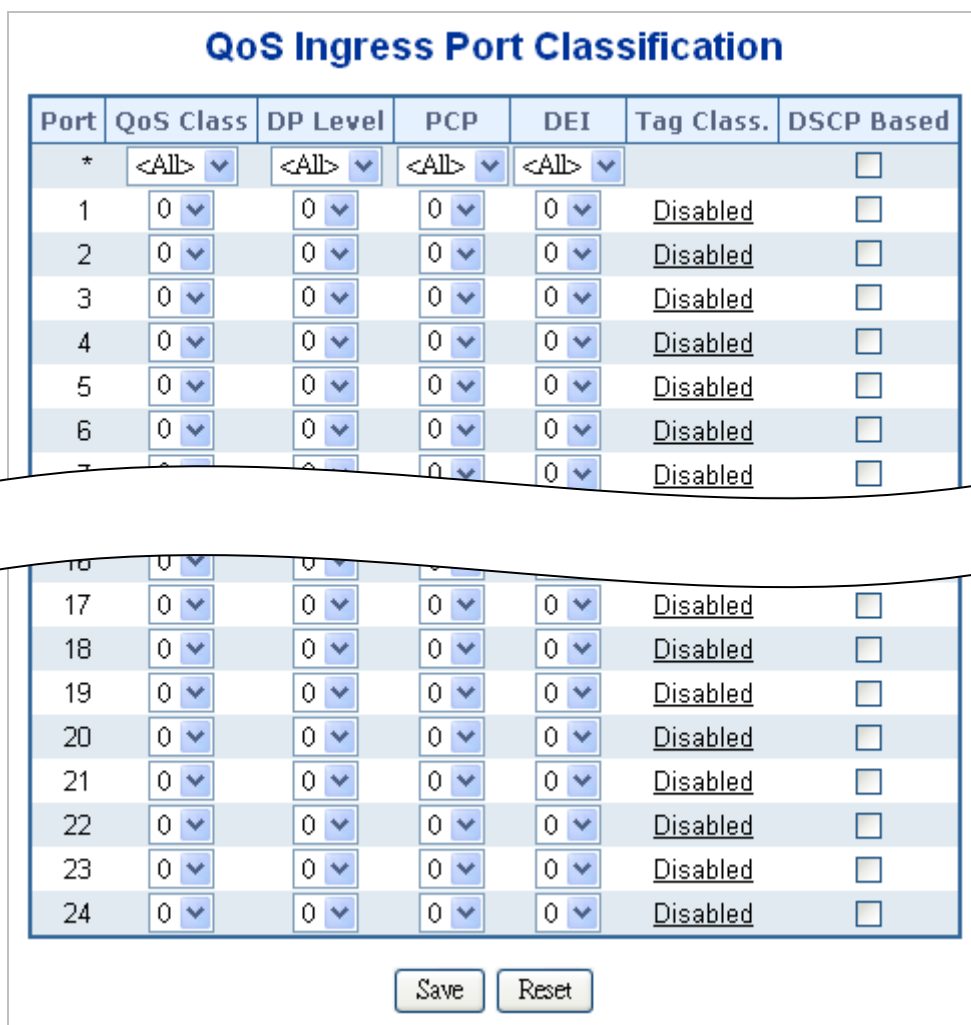 QoS Ingress Port Classification
Port QoS Class DP Level PCP DEI Tag Class. DSCP Based
* <All> <All> <All> <All>
1 0 0 0 0 Disabled
2 0 0 0 0 Disabled
3 0 0 0 0 Disabled
4 0 0 0 0 Disabled
5 0 0 0 0 Disabled
6 0 0 0 0 Disabled
0 0 Disabled
17 0 0 0 0 Disabled
18 0 0 0 0 Disabled
19 0 0 0 0 Disabled
20 0 0 0 0 Disabled
21 0 0 0 0 Disabled
22 0 0 0 0 Disabled
23 0 0 0 0 Disabled
24 0 0 0 0 Disabled
Save Reset